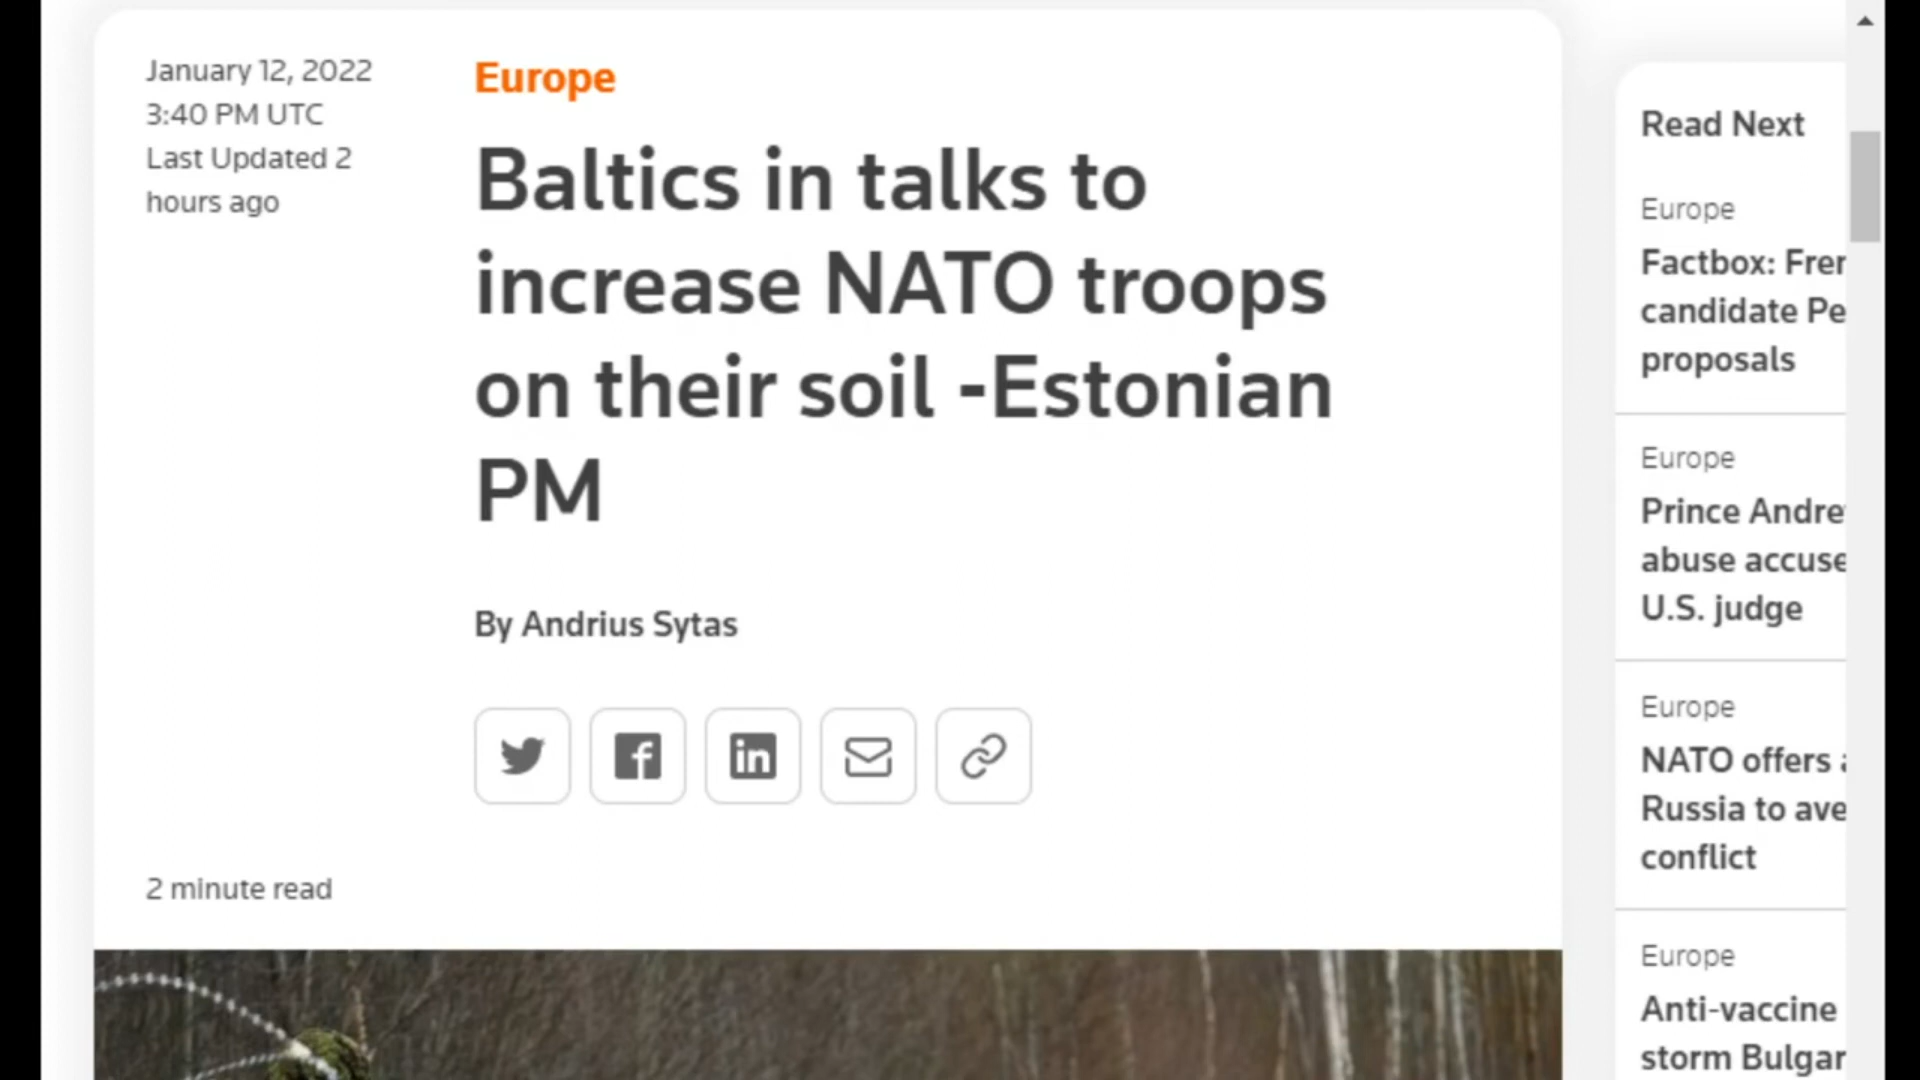 January 12, 2022
3:40 PM UTC
Last Updated 2
hours ago
Europe
Baltics in talks to
increase NATO troops
on their soil -Estonian
PM
By Andrius Sytas
2 minute read
Read Next
Europe
Factbox:
candidate
proposals
Europe
Prince
abuse
U.S. judge
Europe
NATO offers
Russia to
conflict
Europe
Anti-vaccine
storm